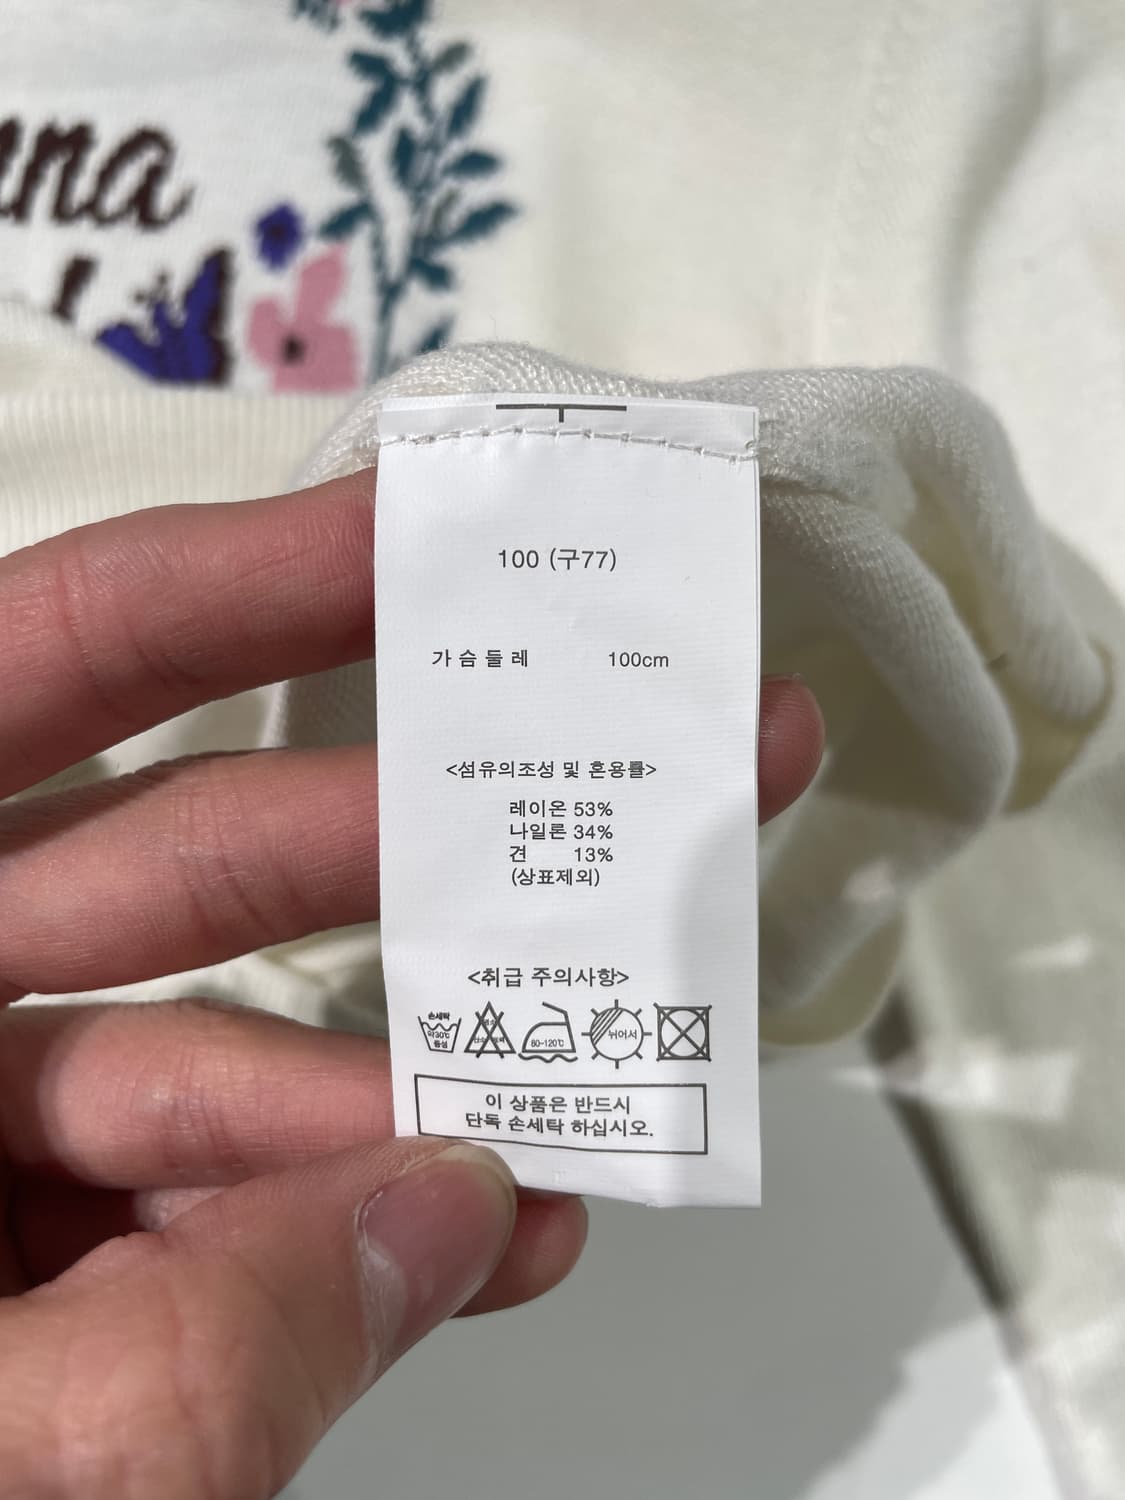 100 (구77)
가슴둘레 100cm
<섬유의조성 및 혼용률>
레이온 53%
나일론 34%
견 13%
(상표제외)
<취급 주의사항>
손세탁
약30℃
중성
80-120℃
뉘어서
이 상품은 반드시
단독 손세탁 하십시오.